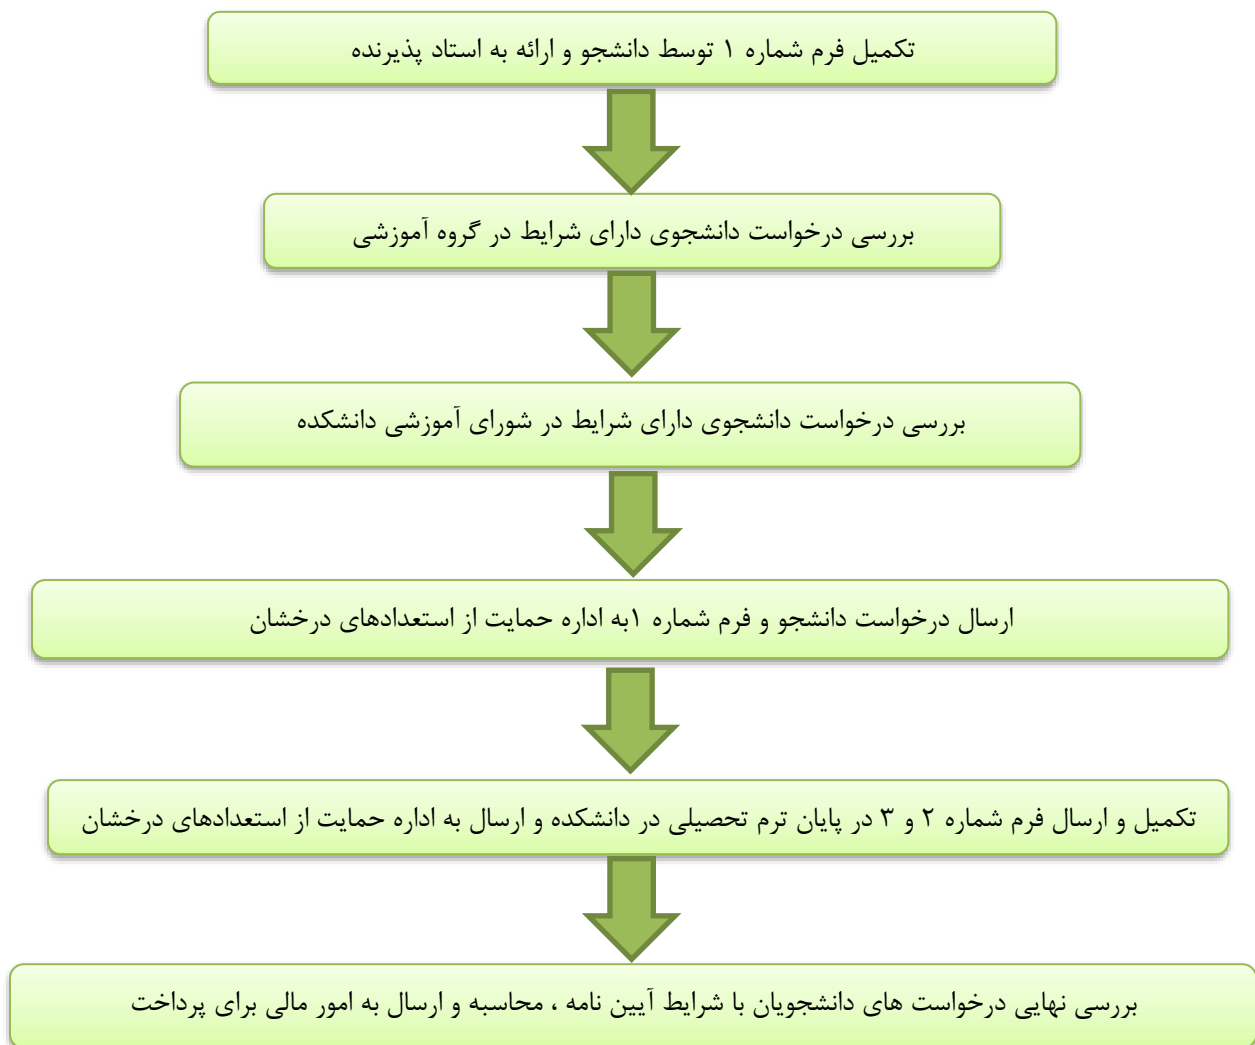 تکمیل فرم شماره ۱ توسط دانشجو و ارائه به استاد پذیرنده
بررسی درخواست دانشجوی دارای شرایط در گروه آموزشی
بررسی درخواست دانشجوی دارای شرایط در شورای آموزشی دانشکده
ارسال درخواست دانشجو و فرم شماره ۱به اداره حمایت از استعدادهای درخشان
تکمیل و ارسال فرم شماره ۲ و ۳ در پایان ترم تحصیلی در دانشکده و ارسال به اداره حمایت از استعدادهای درخشان
بررسی نهایی درخواست های دانشجویان با شرایط آیین نامه ، محاسبه و ارسال به امور مالی برای پرداخت